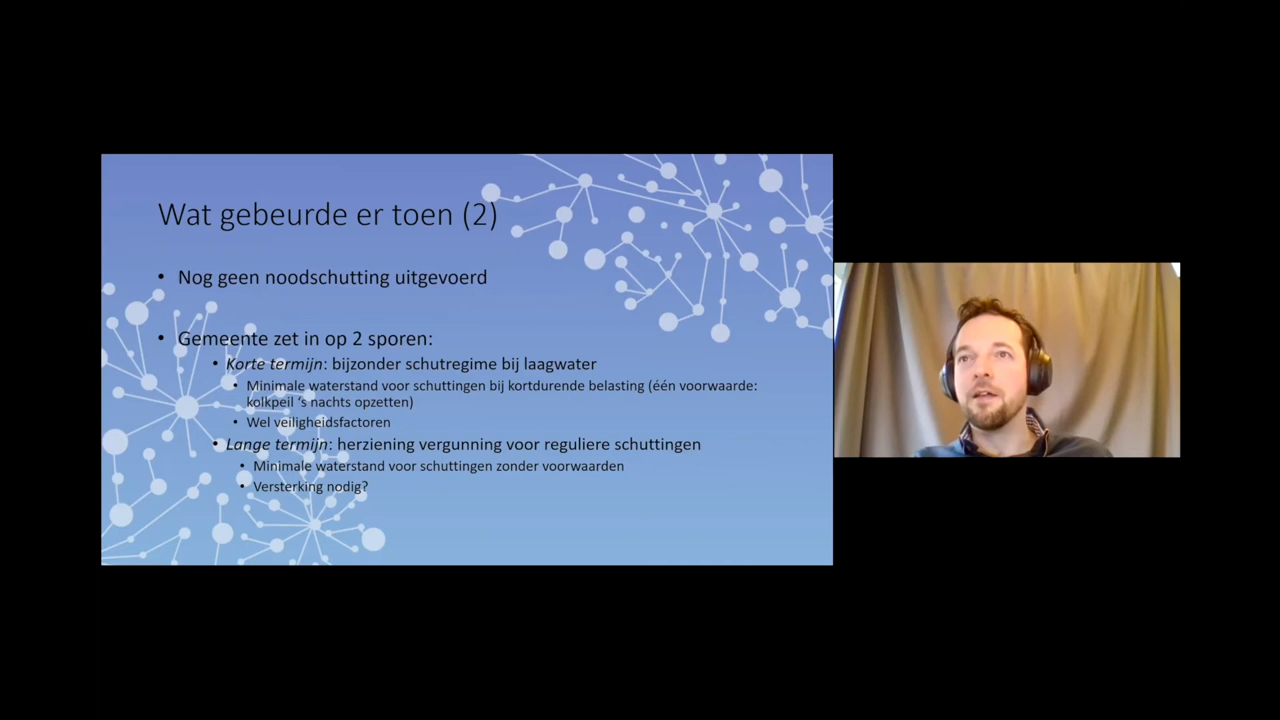 Wat gebeurde er toen (2)
• Nog geen noodschutting uitgevoerd
• Gemeente zet in op 2 sporen:
• Korte termijn: bijzonder schutregime bij laagwater
• Minimale waterstand voor schuttingen bij kortdurende belasting (één voorwaarde:
kolkpeil ‘s nachts opzetten)
• Wel veiligheidsfactoren
• Lange termijn: herziening vergunning voor reguliere schuttingen
• Minimale waterstand voor schuttingen zonder voorwaarden
• Versterking nodig?